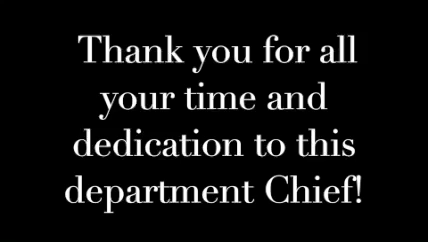 Thank you for all
your time and
dedication to this
department Chief!